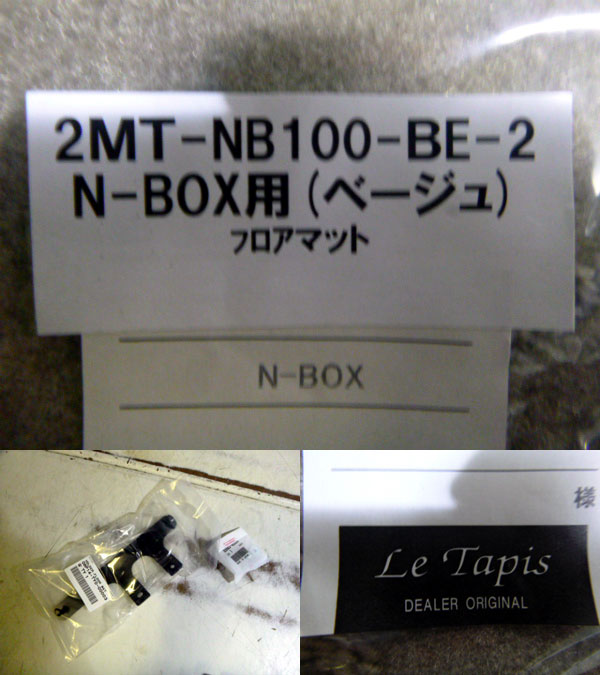 2MT-NB100-BE-2
N-BOX用(ベージュ)
フロアマット
N-BOX
様
Le Tapis
DEALER ORIGINAL